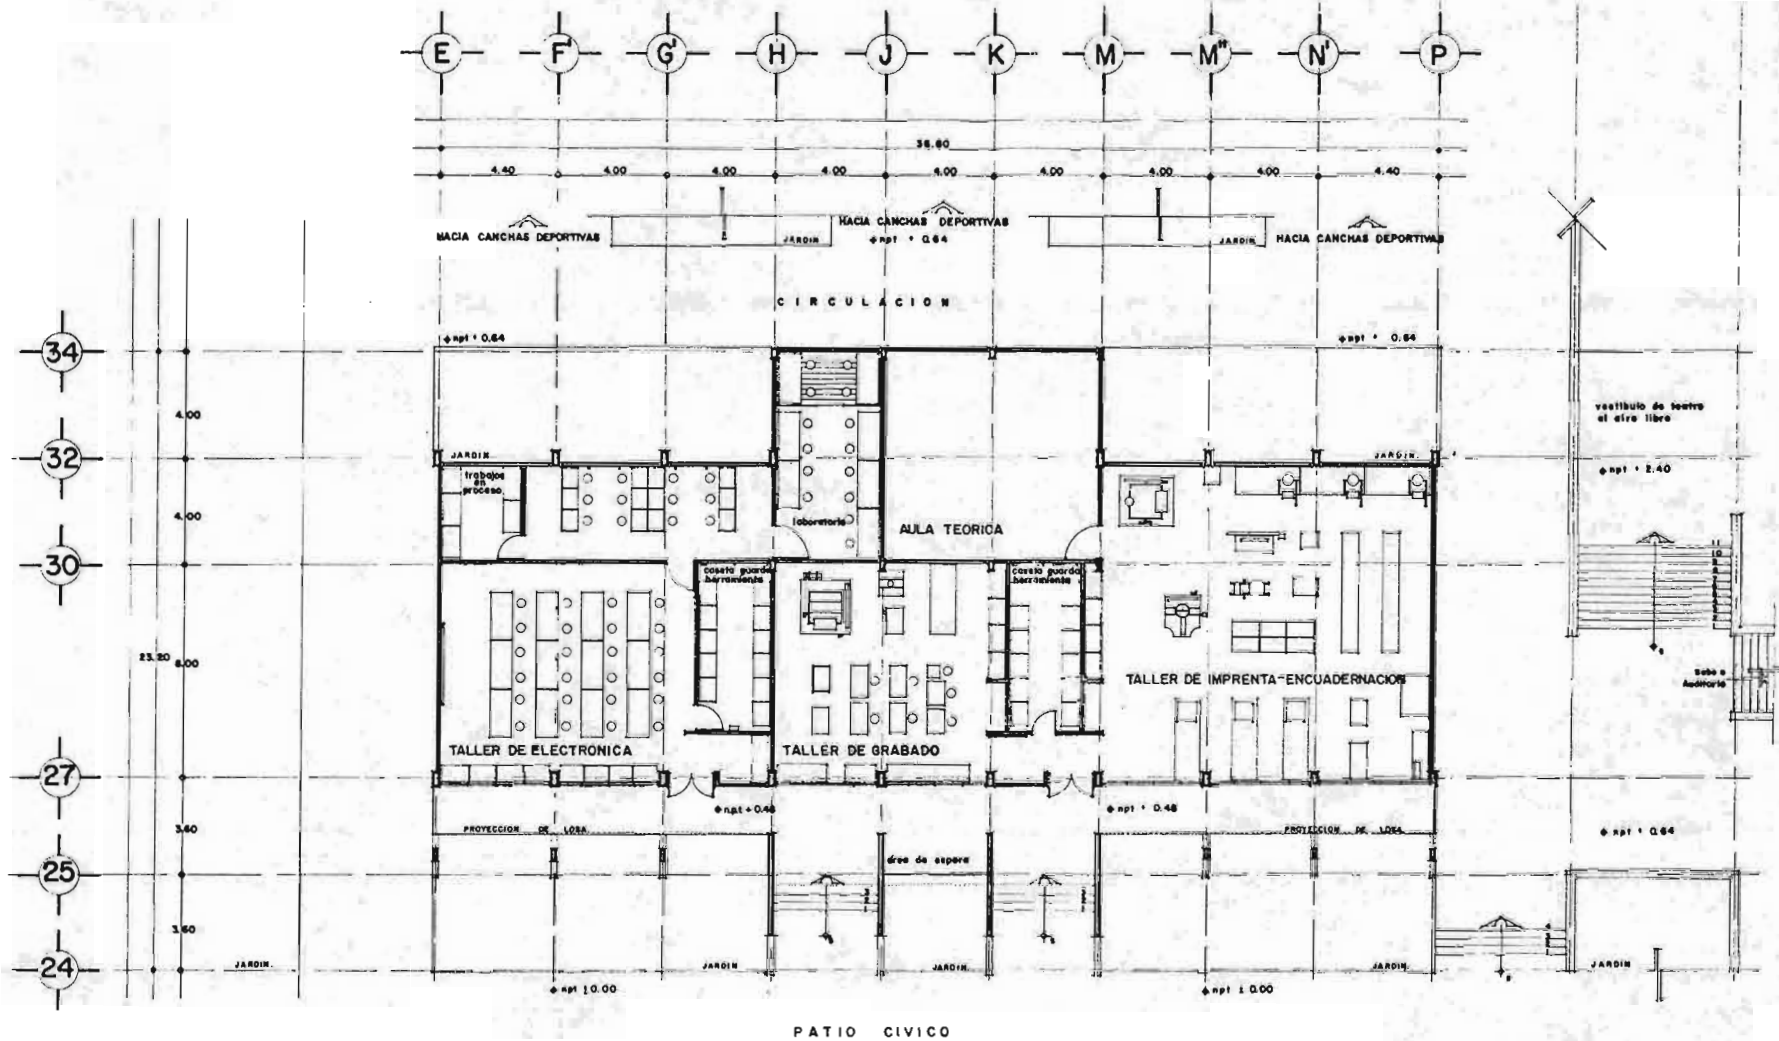 E F' G' H J K M M" N' P
36.80
4.40 4.00 4.00 4.00 4.00 4.00 4.00 4.00 4.40
HACIA CANCHAS DEPORTIVAS
JARDIN
HACIA CANCHAS DEPORTIVAS
npt + 0.64
JARDIN
HACIA CANCHAS DEPORTIVAS
CIRCULACION
34
npt + 0.64
npt + 0.64
4.00
vestibulo de teatro
al aire libre
32
JARDIN
JARDIN.
npt + 2.40
trabajos
en
proceso
4.00
laboratorio
AULA TEORICA
30
caseta guarda
herramienta
caseta guarda
herramienta
23.20
8.00
TALLER DE IMPRENTA-ENCUADERNACION
Sube a
Auditorio
TALLER DE ELECTRONICA
TALLER DE GRABADO
27
npt + 0.48
npt + 0.48
3.60
PROYECCION DE LOSA
PROYECCION DE LOSA
npt + 0.64
area de espera
25
3.60
JARDIN.
JARDIN
JARDIN.
JARDIN.
JARDIN
24
npt ± 0.00
npt ± 0.00
PATIO CIVICO